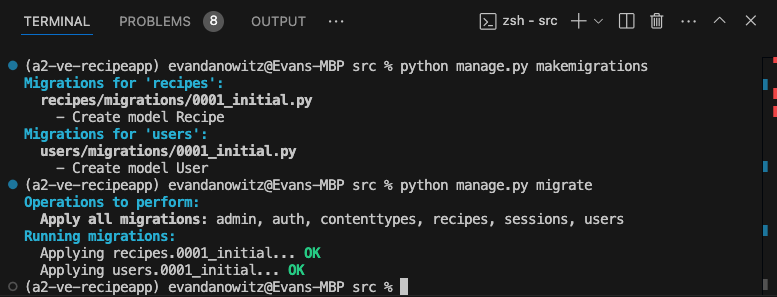 TERMINAL PROBLEMS 8 OUTPUT ... zsh - src
(a2-ve-recipeapp) evandanowitz@Evans-MBP src % python manage.py makemigrations
Migrations for 'recipes':
recipes/migrations/0001_initial.py
- Create model Recipe
Migrations for 'users':
users/migrations/0001_initial.py
- Create model User
(a2-ve-recipeapp) evandanowitz@Evans-MBP src % python manage.py migrate
Operations to perform:
Apply all migrations: admin, auth, contenttypes, recipes, sessions, users
Running migrations:
Applying recipes.0001_initial... OK
Applying users.0001_initial... OK
(a2-ve-recipeapp) evandanowitz@Evans-MBP src %